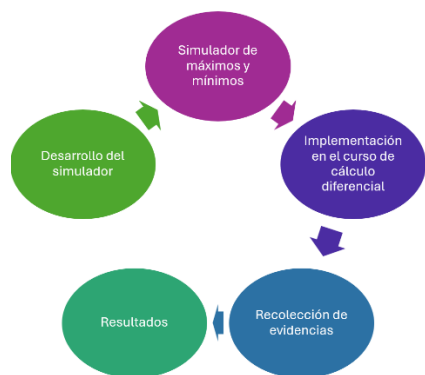 Simulador de
máximos y
mínimos
Desarrollo del
simulador
Implementación
en el curso de
cálculo
diferencial
Resultados
Recolección de
evidencias